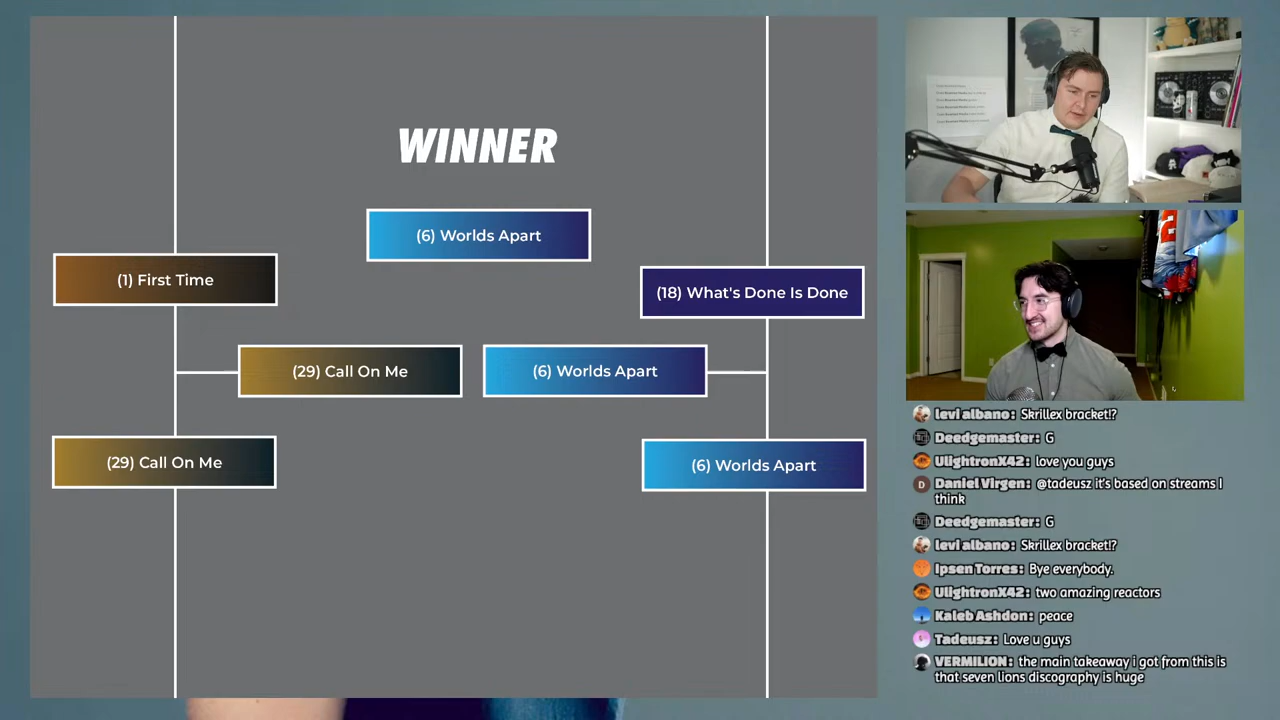 WINNER
(6) Worlds Apart
(1) First Time
(18) What's Done Is Done
(29) Call On Me
(6) Worlds Apart
(29) Call On Me
(6) Worlds Apart
levi albano: Skrillex bracket!?
Deedgemaster: G
UlightronX42: love you guys
D Daniel Virgen: @tadeusz it's based on streams I
think
Deedgemaster: G
levi albano: Skrillex bracket!?
Ipsen Torres: Bye everybody.
UlightronX42: two amazing reactors
Kaleb Ashdon: peace
Tadeusz: Love u guys
VERMILION: the main takeaway i got from this is
that seven lions discography is huge